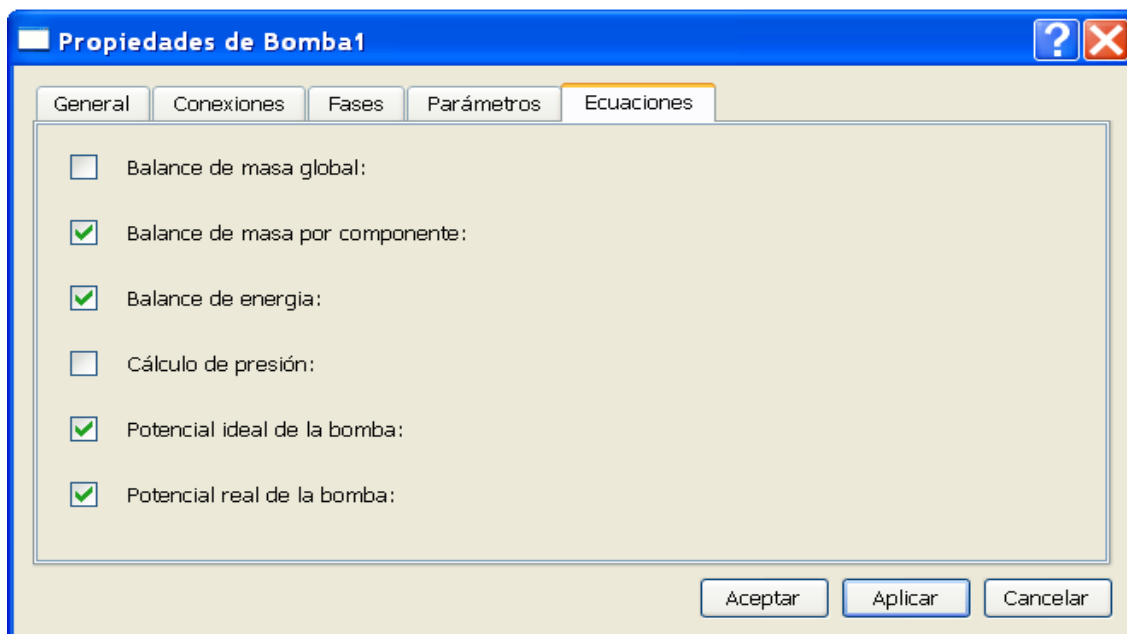 Propiedades de Bomba1
General Conexiones Fases Parámetros Ecuaciones
Balance de masa global:
Balance de masa por componente:
Balance de energia:
Cálculo de presión:
Potencial ideal de la bomba:
Potencial real de la bomba:
Aceptar Aplicar Cancelar